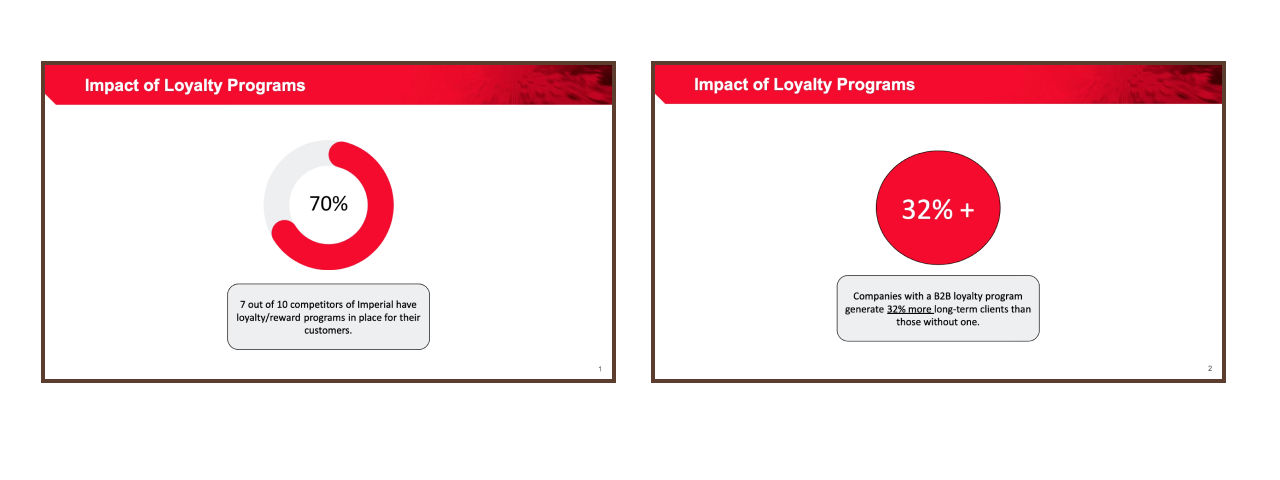 Impact of Loyalty Programs
70%
7 out of 10 competitors of Imperial have
loyalty/reward programs in place for their
customers.
1
Impact of Loyalty Programs
32% +
Companies with a B2B loyalty program
generate 32% more long-term clients than
those without one.
2